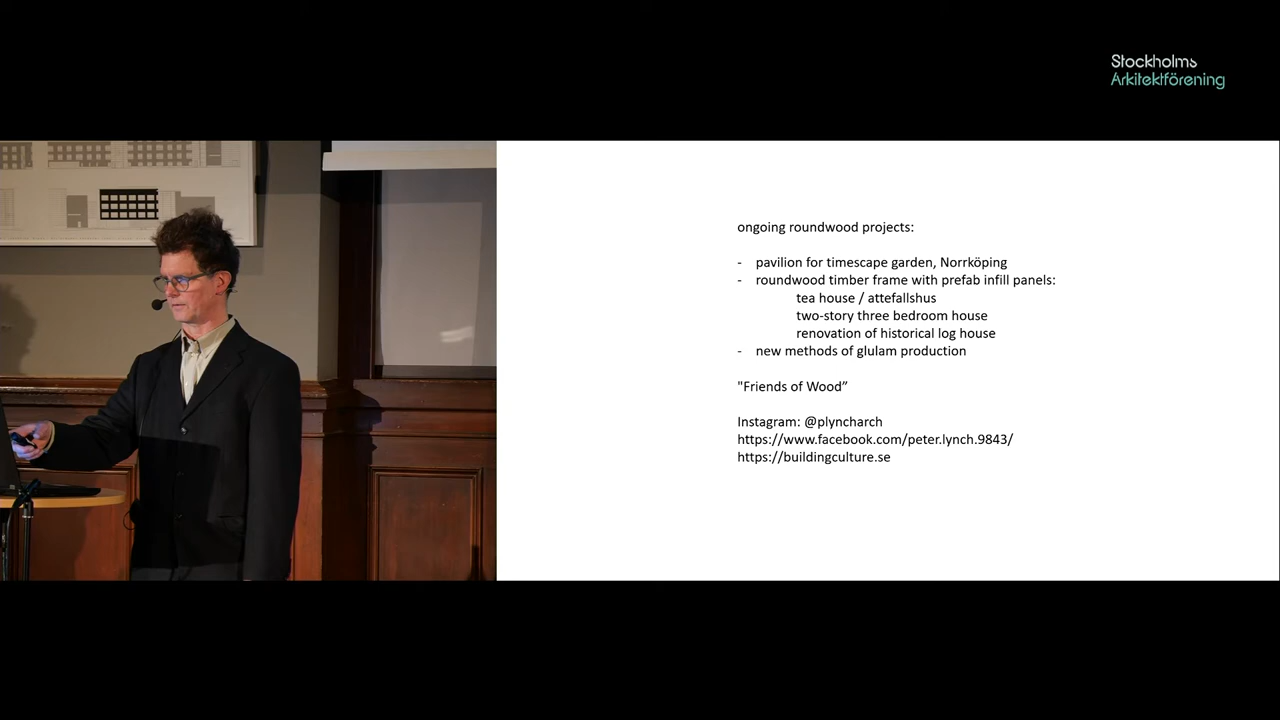 Stockholms
Arkitektförening
ongoing roundwood projects:
- pavilion for timescape garden, Norrköping
- roundwood timber frame with prefab infill panels:
tea house / attefallshus
two-story three bedroom house
renovation of historical log house
- new methods of glulam production
"Friends of Wood”
Instagram: @plyncharch
https://www.facebook.com/peter.lynch.9843/
https://buildingculture.se